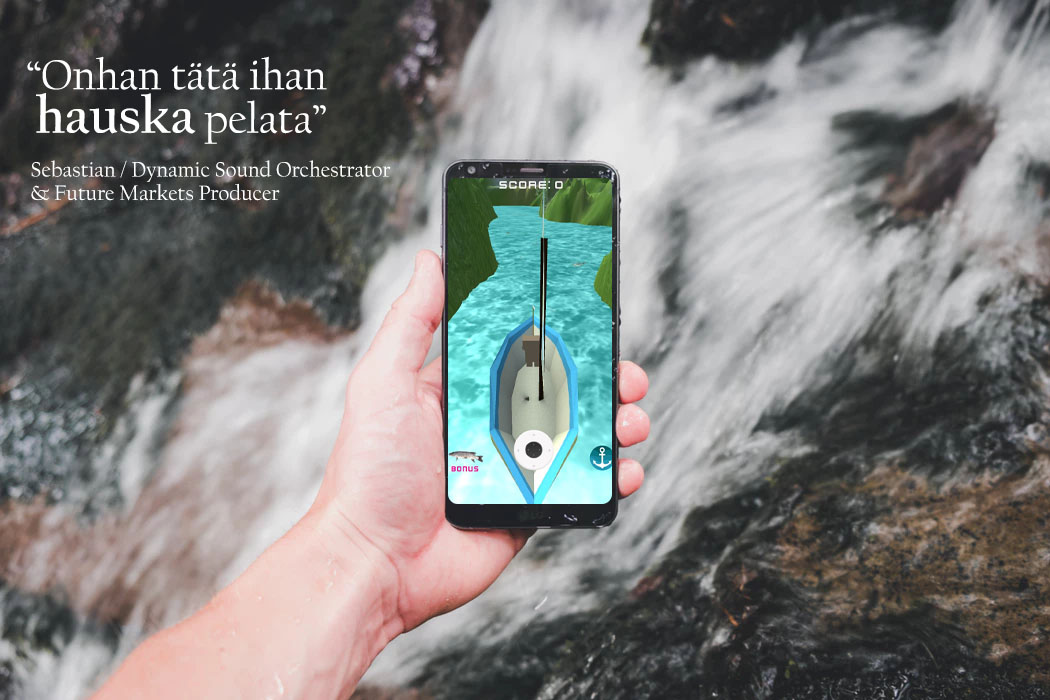 “Onhan tätä ihan
hauska pelata”
Sebastian / Dynamic Sound Orchestrator
& Future Markets Producer
SCORE: 0
BONUS